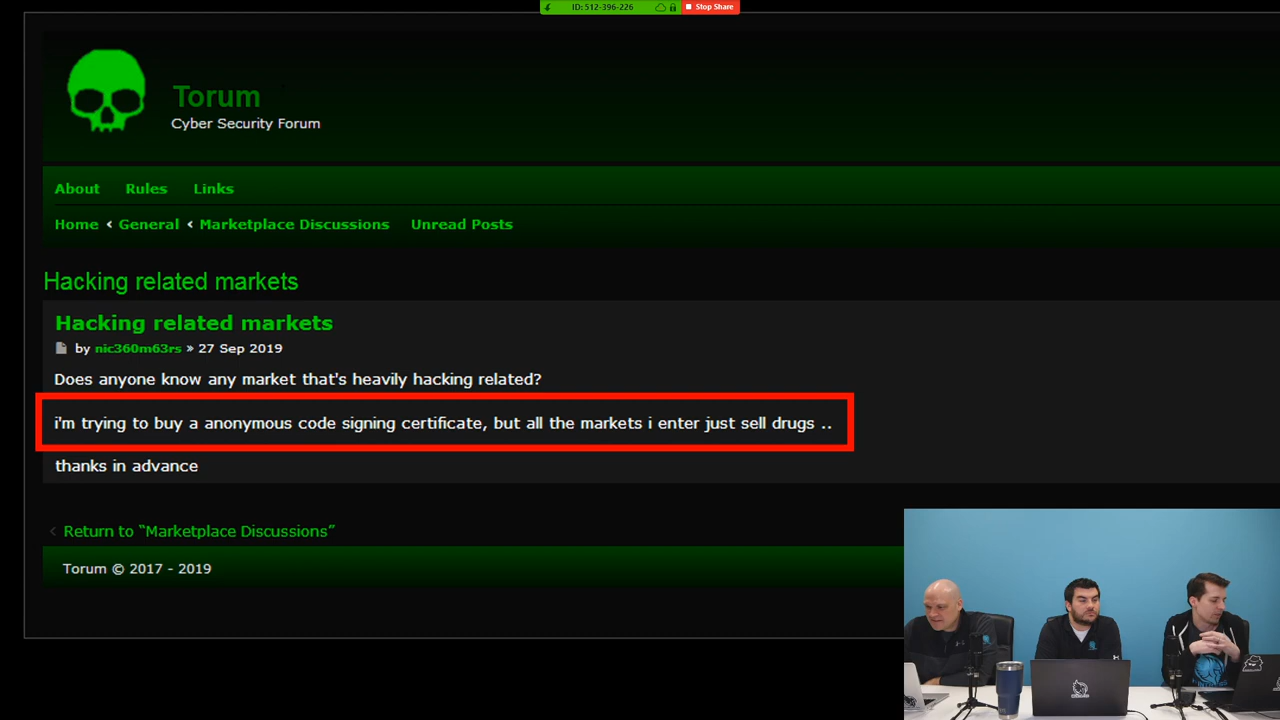 ID: 512-396-226
Stop Share
Torum
Cyber Security Forum
About Rules Links
Home ‹ General ‹ Marketplace Discussions Unread Posts
Hacking related markets
Hacking related markets
by nic360m63rs » 27 Sep 2019
Does anyone know any market that's heavily hacking related?
i'm trying to buy a anonymous code signing certificate, but all the markets i enter just sell drugs ..
thanks in advance
‹ Return to “Marketplace Discussions”
Torum © 2017 - 2019